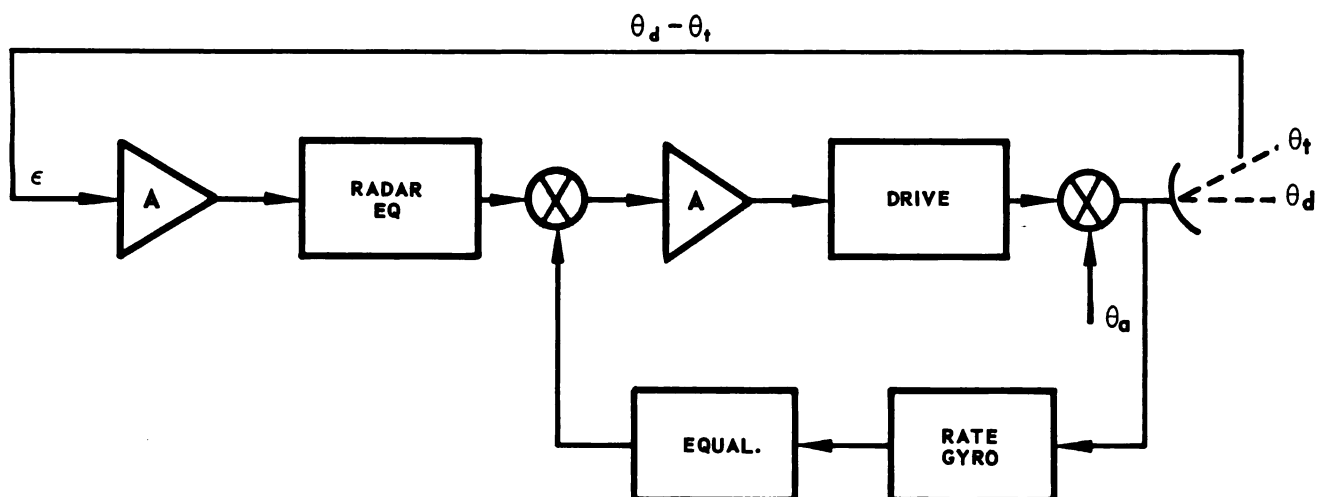 θd − θt
ϵ
A
RADAR
EQ
A
DRIVE
θt
θd
θa
EQUAL.
RATE
GYRO